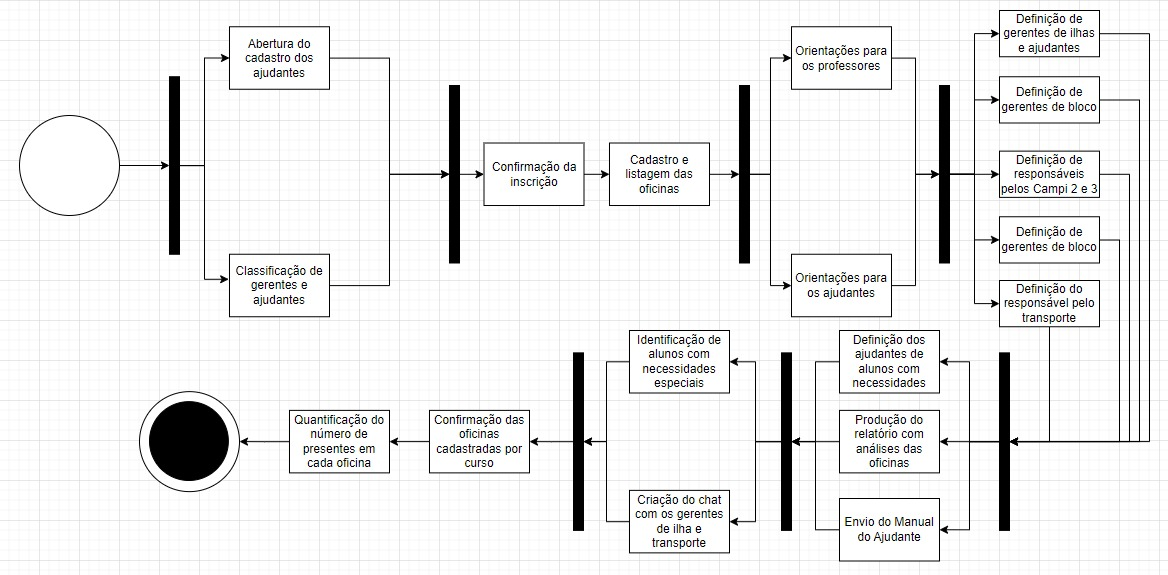 Abertura do
cadastro dos
ajudantes
Classificação de
gerentes e
ajudantes
Confirmação da
inscrição
Cadastro e
listagem das
oficinas
Orientações para
os professores
Orientações para
os ajudantes
Definição de
gerentes de ilhas
e ajudantes
Definição de
gerentes de bloco
Definição de
responsáveis
pelos Campi 2 e 3
Definição de
gerentes de bloco
Definição do
responsável pelo
transporte
Definição dos
ajudantes de
alunos com
necessidades
Produção do
relatório com
análises das
oficinas
Envio do Manual
do Ajudante
Identificação de
alunos com
necessidades
especiais
Criação do chat
com os gerentes
de ilha e
transporte
Confirmação das
oficinas
cadastradas por
curso
Quantificação do
número de
presentes em
cada oficina